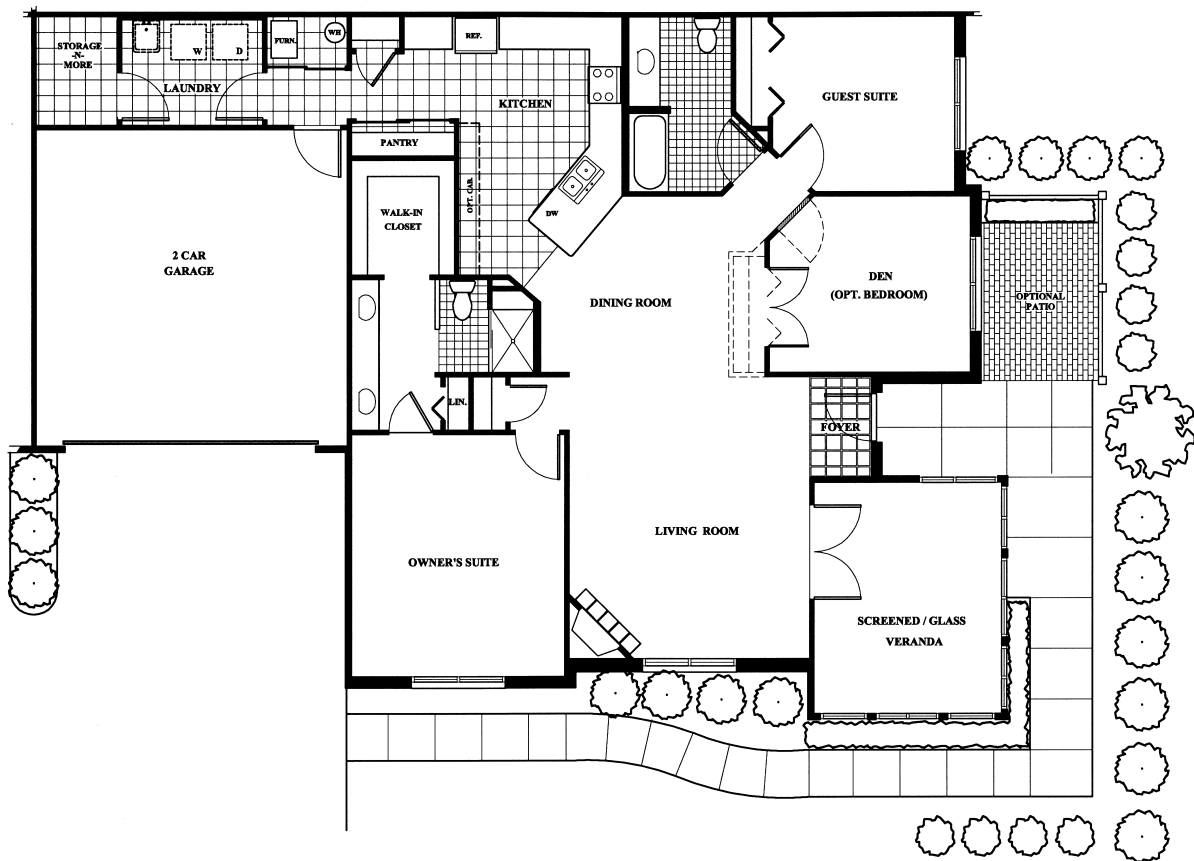 STORAGE
-N-
MORE
W
D
LAUNDRY
FURN.
WH
REF.
KITCHEN
PANTRY
OPT. CAB.
DW
GUEST SUITE
WALK-IN
CLOSET
2 CAR
GARAGE
DINING ROOM
DEN
(OPT. BEDROOM)
OPTIONAL
PATIO
LIN.
FOYER
LIVING ROOM
OWNER'S SUITE
SCREENED / GLASS
VERANDA